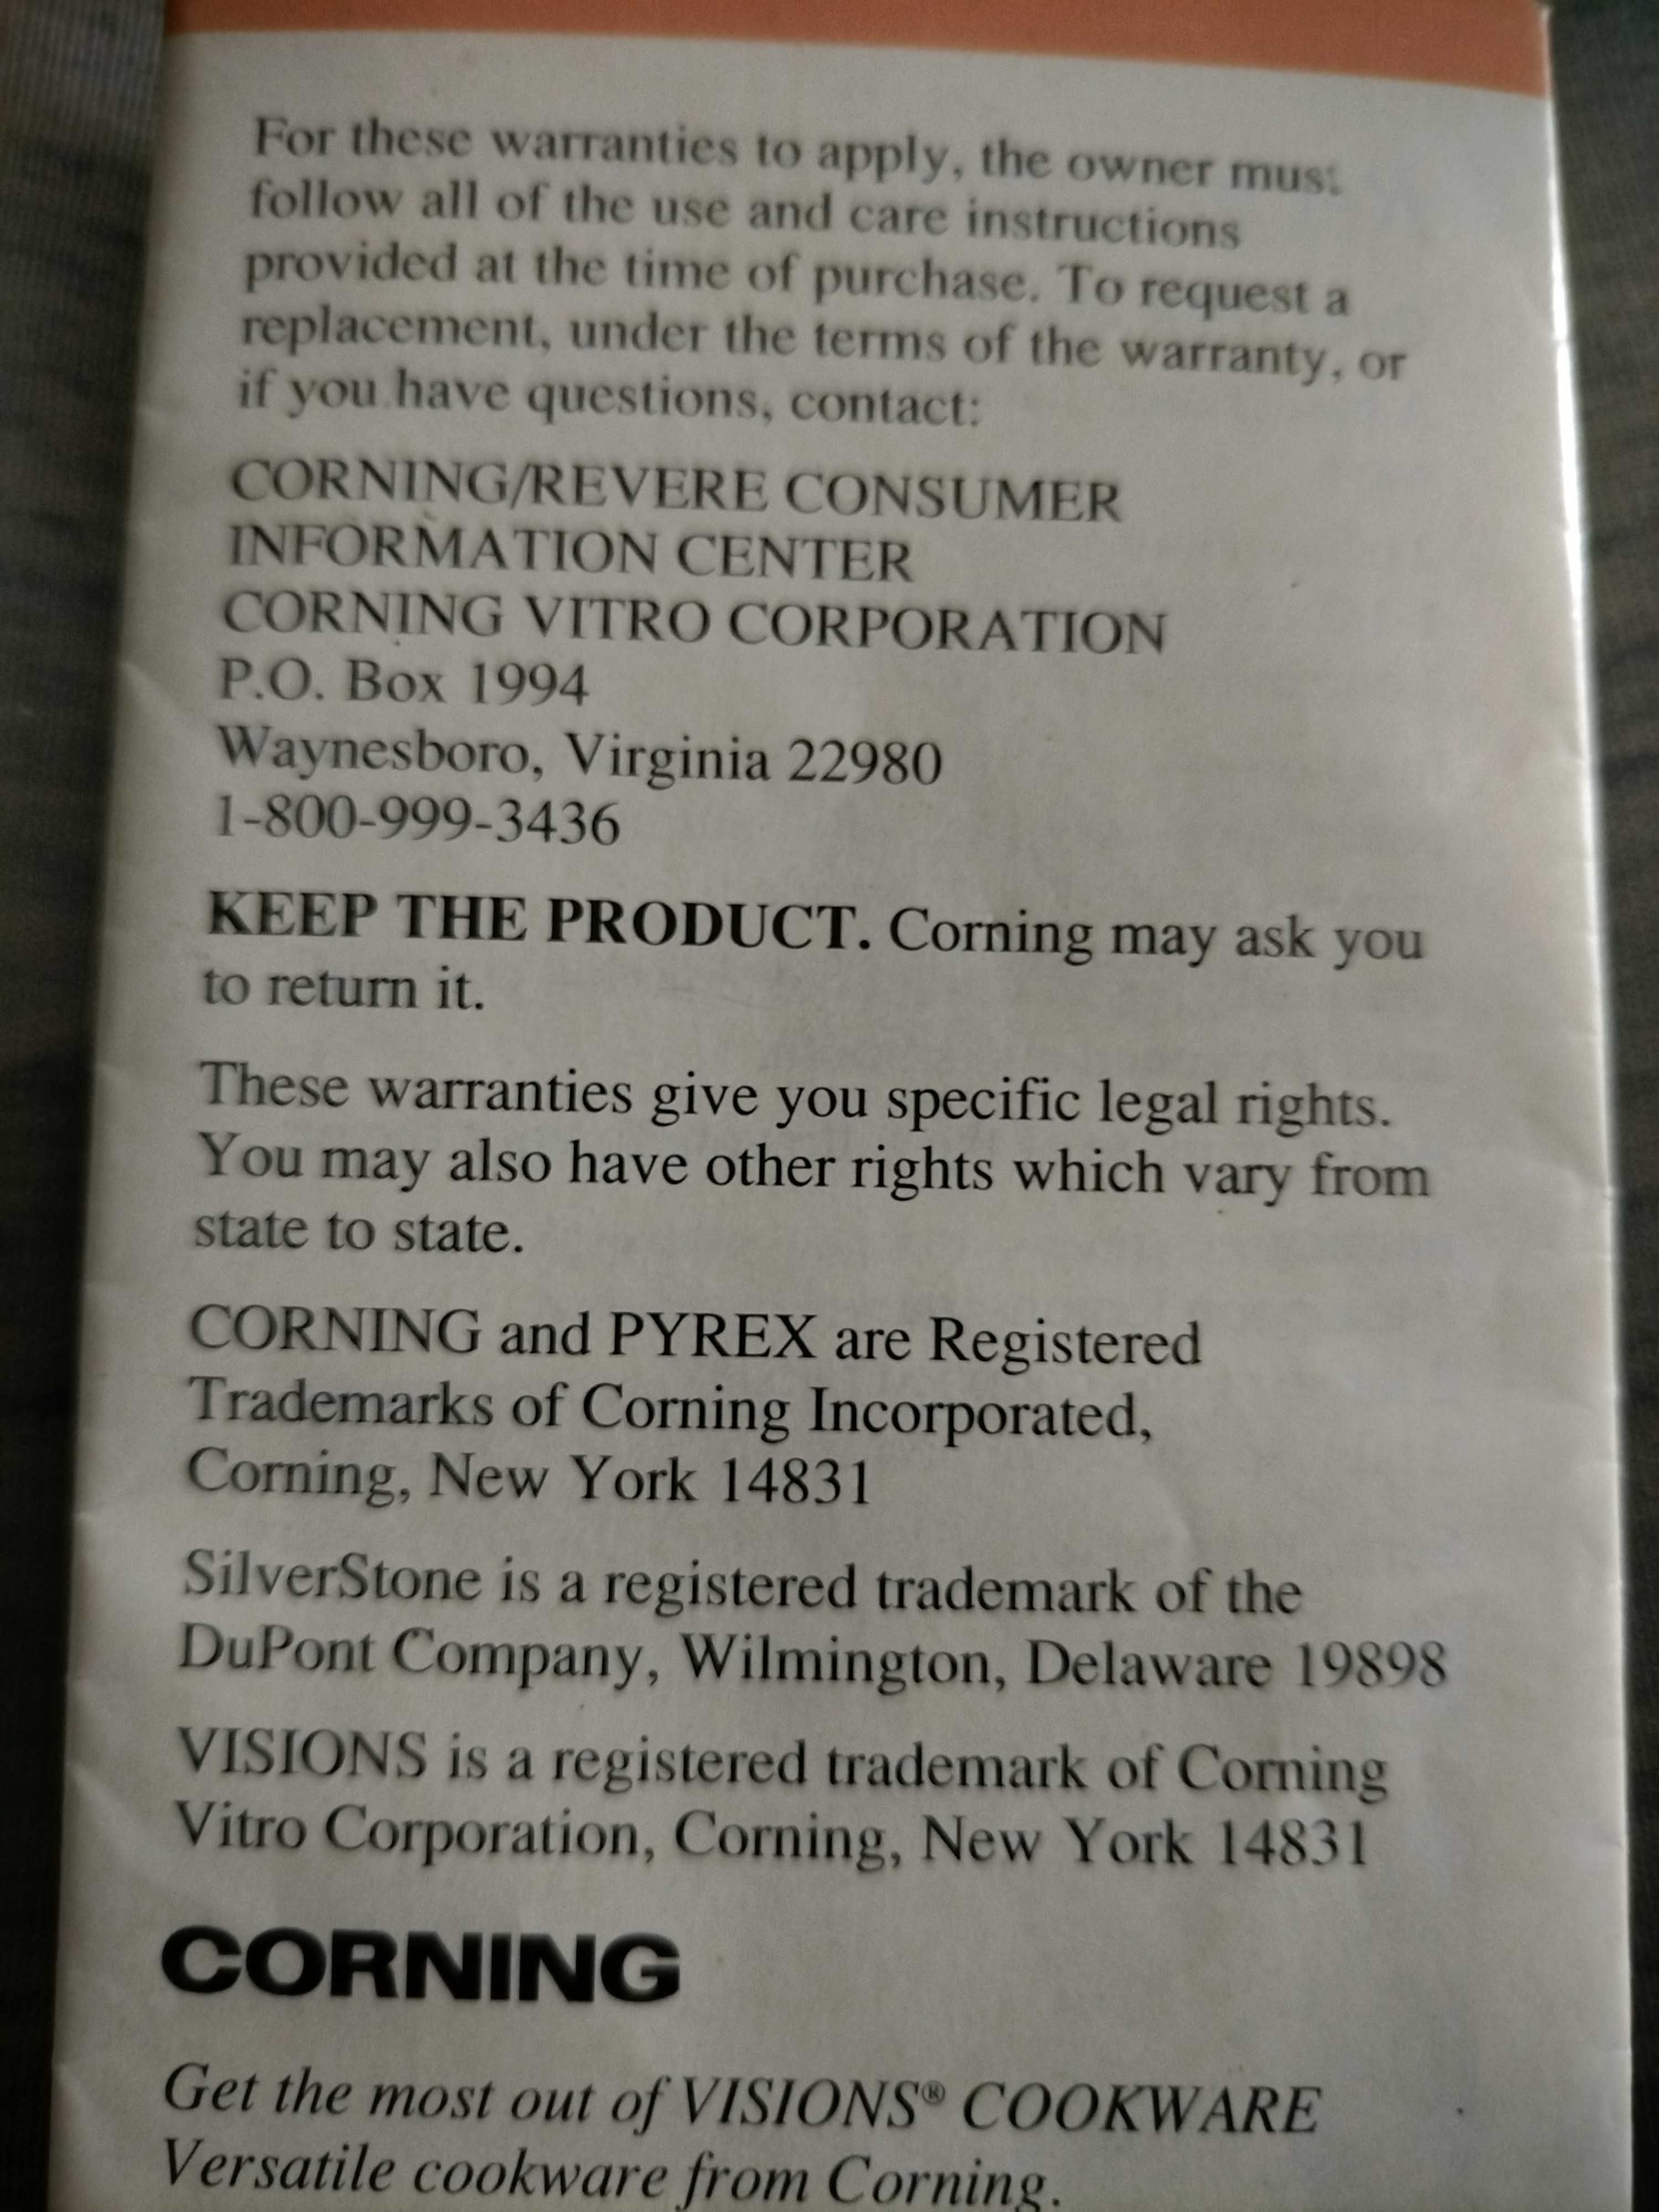 For these warranties to apply, the owner must
follow all of the use and care instructions
provided at the time of purchase. To request a
replacement, under the terms of the warranty, or
if you have questions, contact:
CORNING/REVERE CONSUMER
INFORMATION CENTER
CORNING VITRO CORPORATION
P.O. Box 1994
Waynesboro, Virginia 22980
1-800-999-3436
KEEP THE PRODUCT. Corning may ask you
to return it.
These warranties give you specific legal rights.
You may also have other rights which vary from
state to state.
CORNING and PYREX are Registered
Trademarks of Corning Incorporated,
Corning, New York 14831
SilverStone is a registered trademark of the
DuPont Company, Wilmington, Delaware 19898
VISIONS is a registered trademark of Corning
Vitro Corporation, Corning, New York 14831
CORNING
Get the most out of VISIONS® COOKWARE
Versatile cookware from Corning.